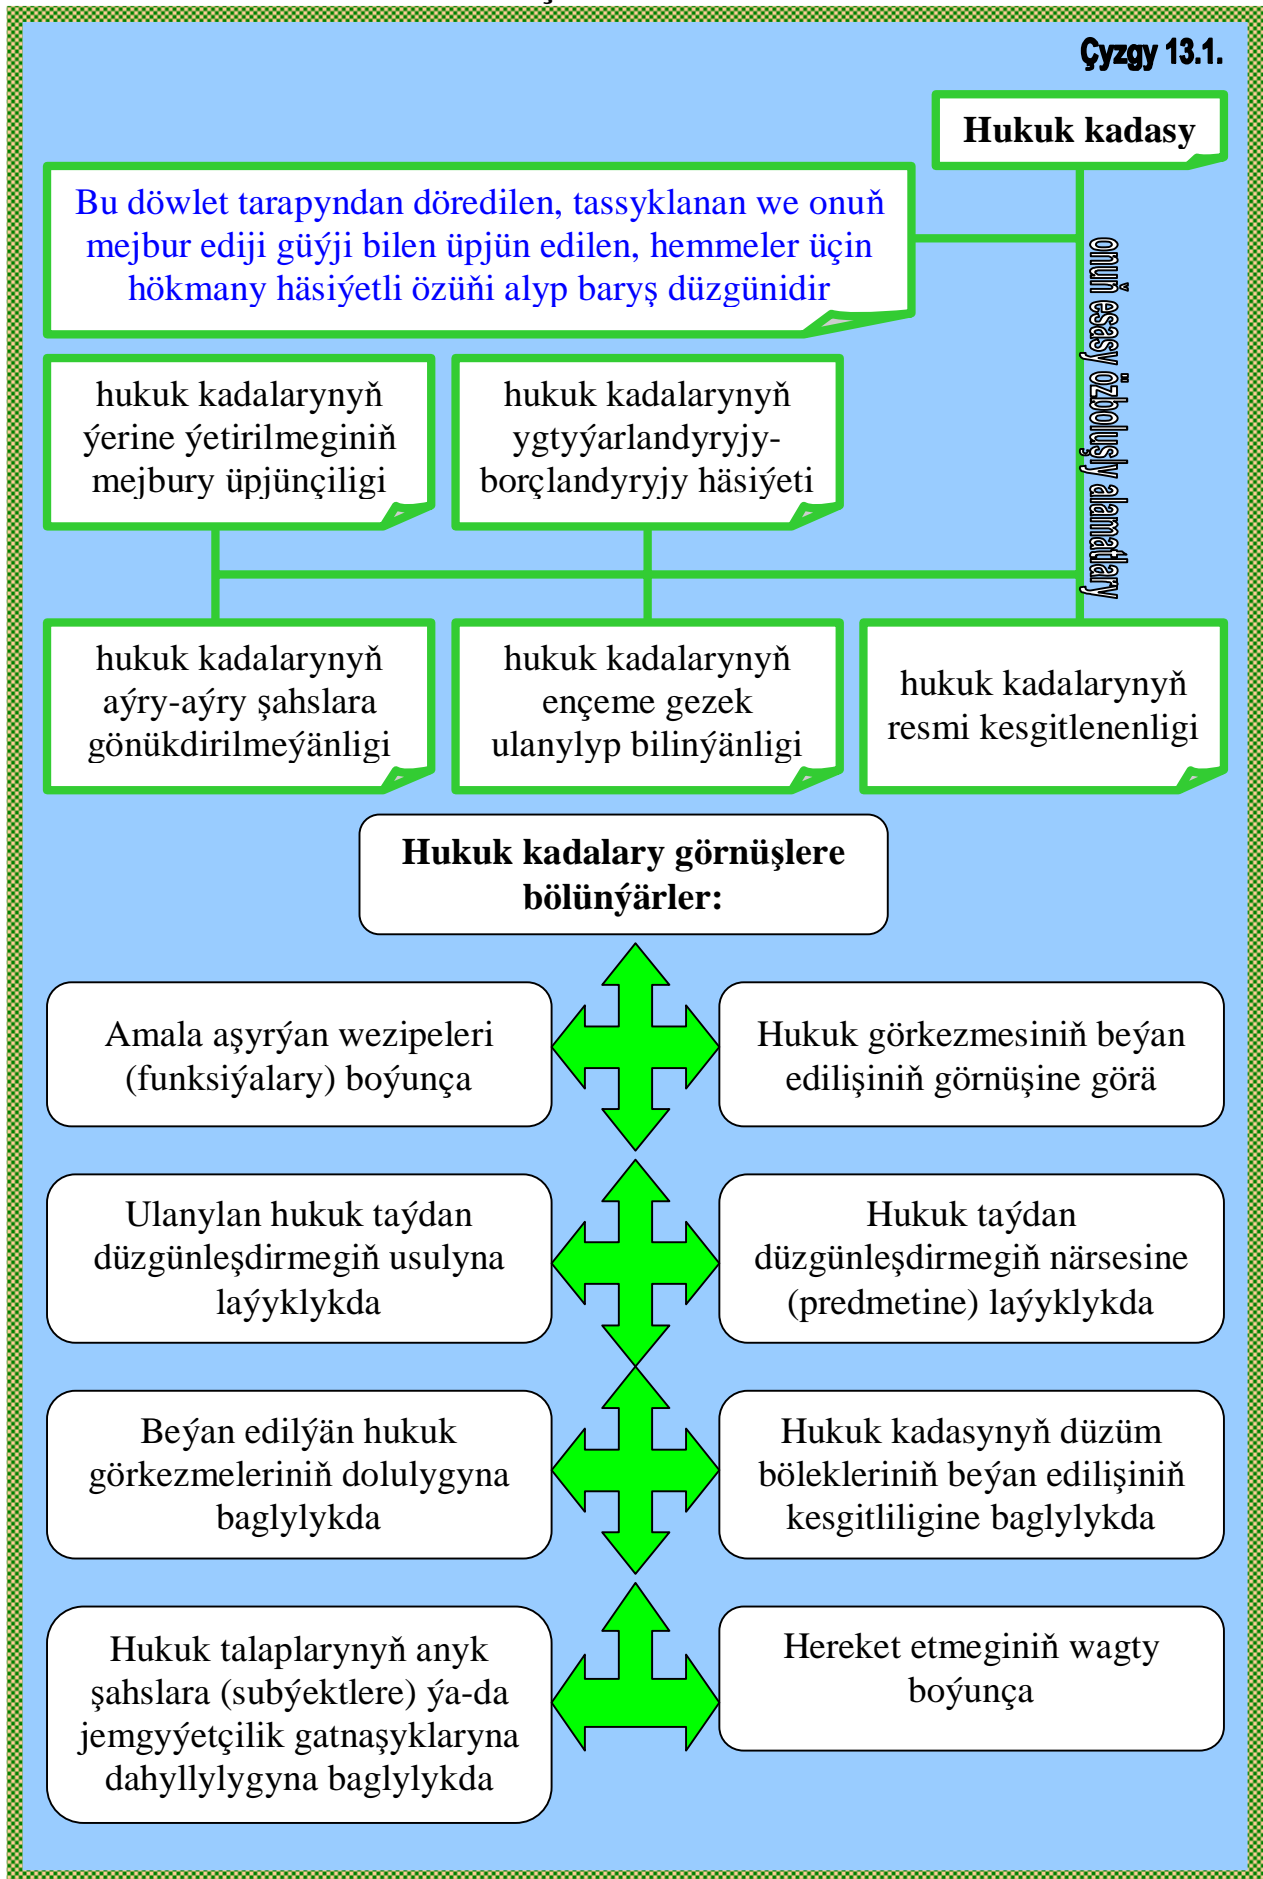 Çyzgy 13.1.
Hukuk kadasy
Bu döwlet tarapyndan döredilen, tassyklanan we onuň
mejbur ediji güýji bilen üpjün edilen, hemmeler üçin
hökmany häsiýetli özüňi alyp baryş düzgünidir
onuň esasy özboluşly alamatlary
hukuk kadalarynyň
ýerine ýetirilmeginiň
mejbury üpjünçiligi
hukuk kadalarynyň
ygtyýarlandyryjy-
borçlandyryjy häsiýeti
hukuk kadalarynyň
aýry-aýry şahslara
gönükdirilmeýänligi
hukuk kadalarynyň
ençeme gezek
ulanylyp bilinýänligi
hukuk kadalarynyň
resmi kesgitlenenligi
Hukuk kadalary görnüşlere
bölünýärler:
Amala aşyrýan wezipeleri
(funksiýalary) boýunça
Hukuk görkezmesiniň beýan
edilişiniň görnüşine görä
Ulanylan hukuk taýdan
düzgünleşdirmegiň usulyna
laýyklykda
Hukuk taýdan
düzgünleşdirmegiň närsesine
(predmetine) laýyklykda
Beýan edilýän hukuk
görkezmeleriniň dolulygyna
baglylykda
Hukuk kadasynyň düzüm
bölekleriniň beýan edilişiniň
kesgitliligine baglylykda
Hukuk talaplarynyň anyk
şahslara (subýektlere) ýa-da
jemgyýetçilik gatnaşyklaryna
dahyllylygyna baglylykda
Hereket etmeginiň wagty
boýunça